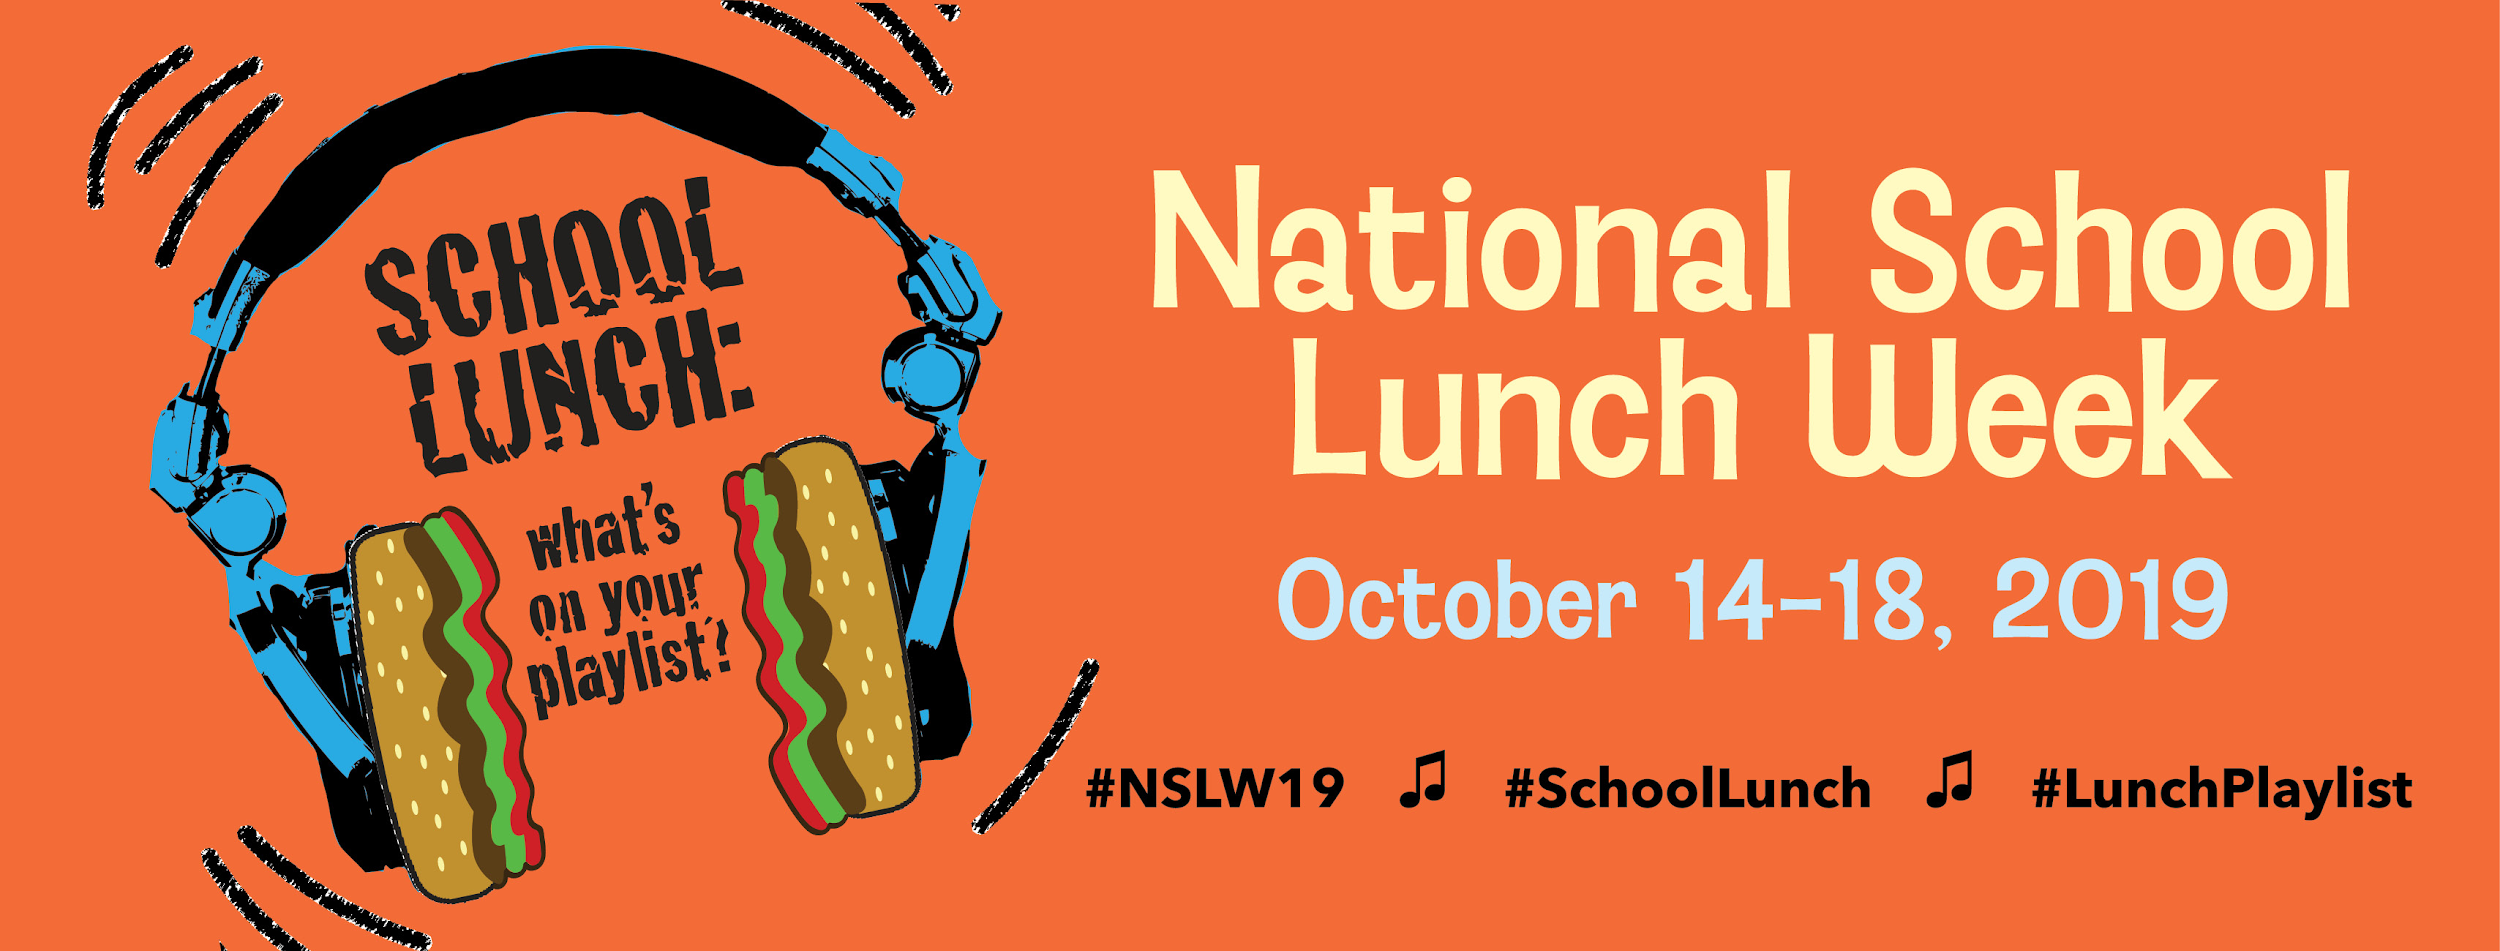 SCHOOL
LUNCH:
what's
on your
playlist?
National School
Lunch Week
October 14-18, 2019
#NSLW19 ♫ #SchoolLunch ♫ #LunchPlaylist